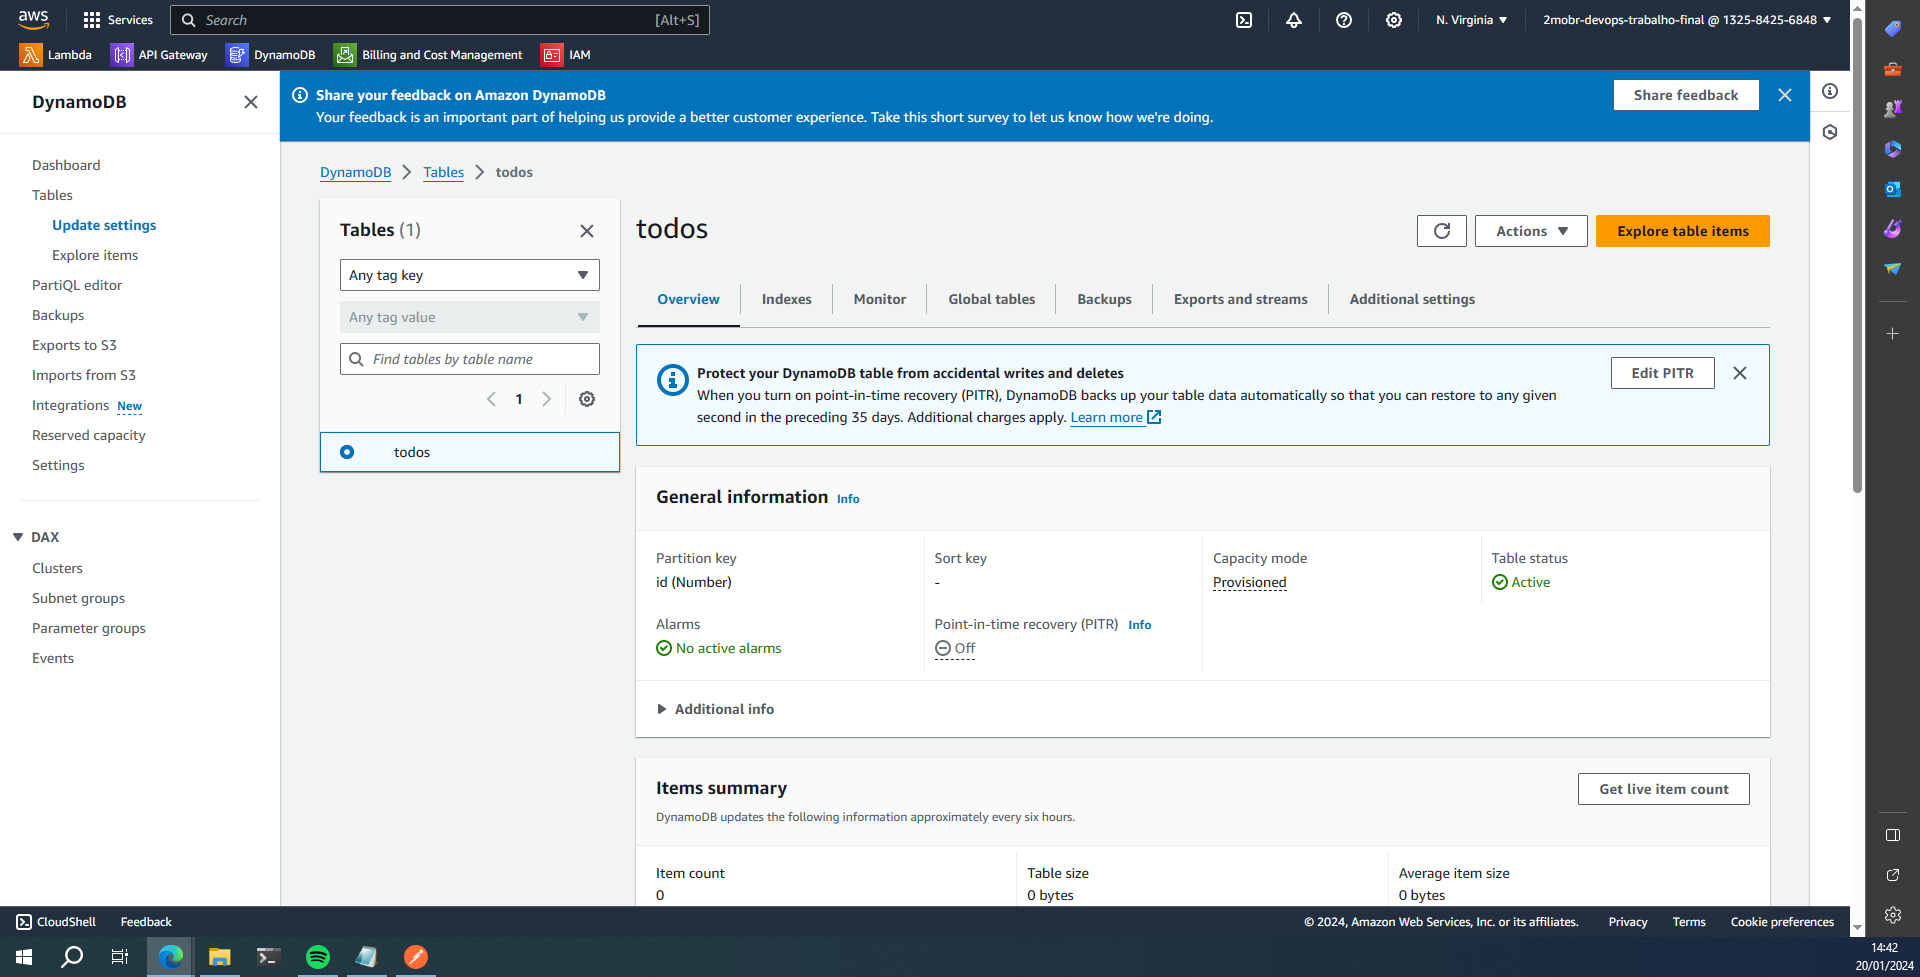 aws
Services
Search
[Alt+S]
N. Virginia
2mobr-devops-trabalho-final @ 1325-8425-6848
Lambda
API Gateway
DynamoDB
Billing and Cost Management
IAM
DynamoDB
Dashboard
Tables
Update settings
Explore items
PartiQL editor
Backups
Exports to S3
Imports from S3
Integrations New
Reserved capacity
Settings
DAX
Clusters
Subnet groups
Parameter groups
Events
Share your feedback on Amazon DynamoDB
Your feedback is an important part of helping us provide a better customer experience. Take this short survey to let us know how we're doing.
Share feedback
DynamoDB
Tables
todos
Tables (1)
Any tag key
Any tag value
Find tables by table name
1
todos
todos
Actions
Explore table items
Overview
Indexes
Monitor
Global tables
Backups
Exports and streams
Additional settings
Protect your DynamoDB table from accidental writes and deletes
When you turn on point-in-time recovery (PITR), DynamoDB backs up your table data automatically so that you can restore to any given
second in the preceding 35 days. Additional charges apply. Learn more
Edit PITR
General information Info
Partition key
id (Number)
Sort key
-
Capacity mode
Provisioned
Table status
Active
Alarms
No active alarms
Point-in-time recovery (PITR) Info
Off
Additional info
Items summary
DynamoDB updates the following information approximately every six hours.
Get live item count
Item count
0
Table size
0 bytes
Average item size
0 bytes
CloudShell
Feedback
© 2024, Amazon Web Services, Inc. or its affiliates.
Privacy
Terms
Cookie preferences
14:42
20/01/2024